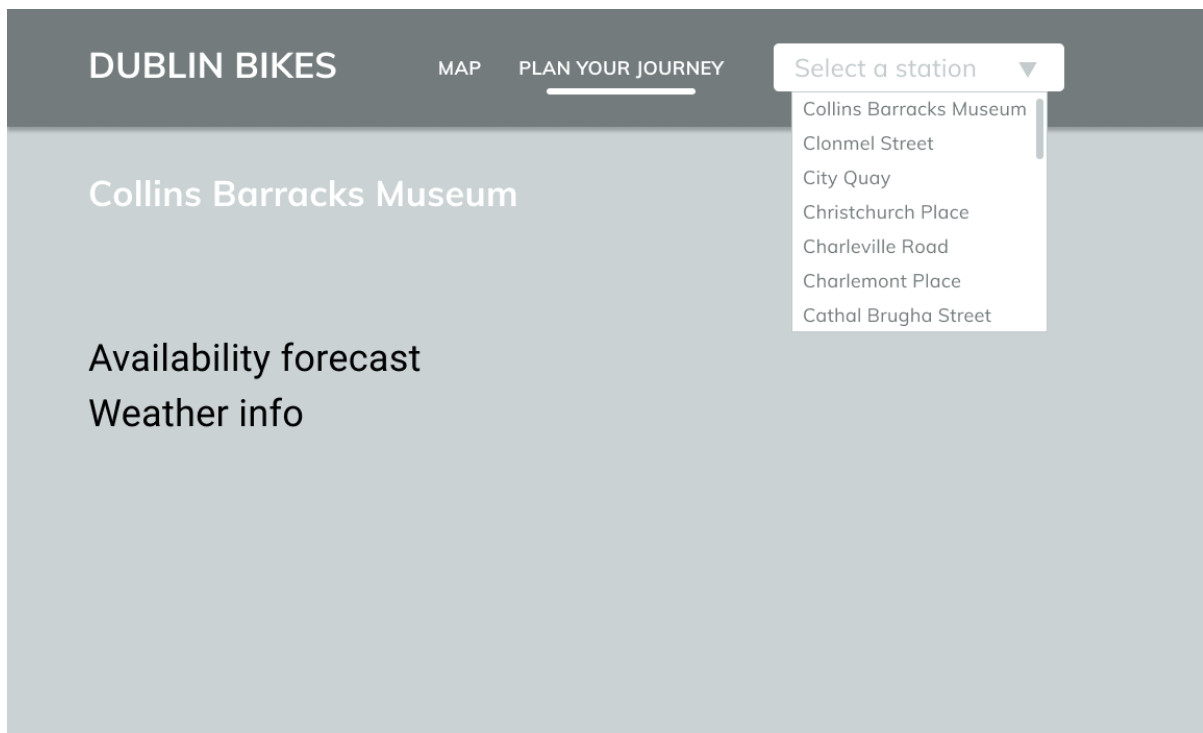 DUBLIN BIKES
MAP
PLAN YOUR JOURNEY
Select a station
Collins Barracks Museum
Clonmel Street
City Quay
Christchurch Place
Charleville Road
Charlemont Place
Cathal Brugha Street
Collins Barracks Museum
Availability forecast
Weather info